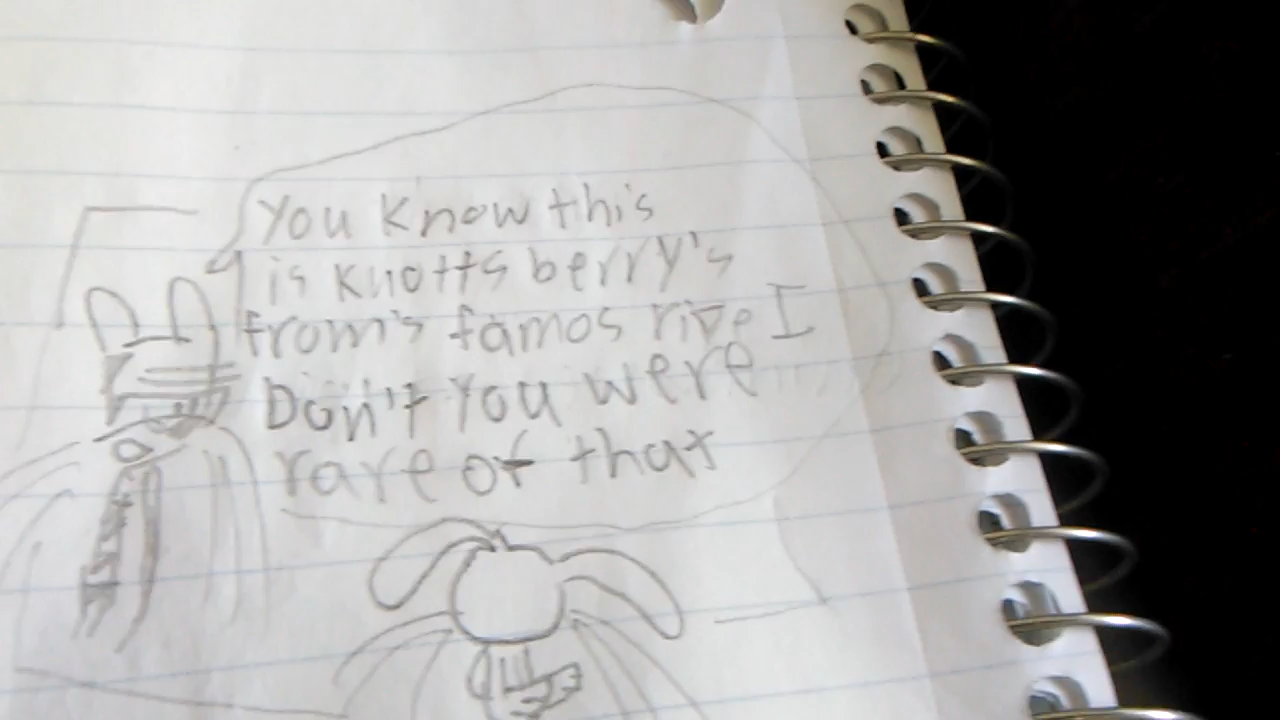 You Know this
is Knotts berry's
from's famos ride I
Don't You were
rare of that